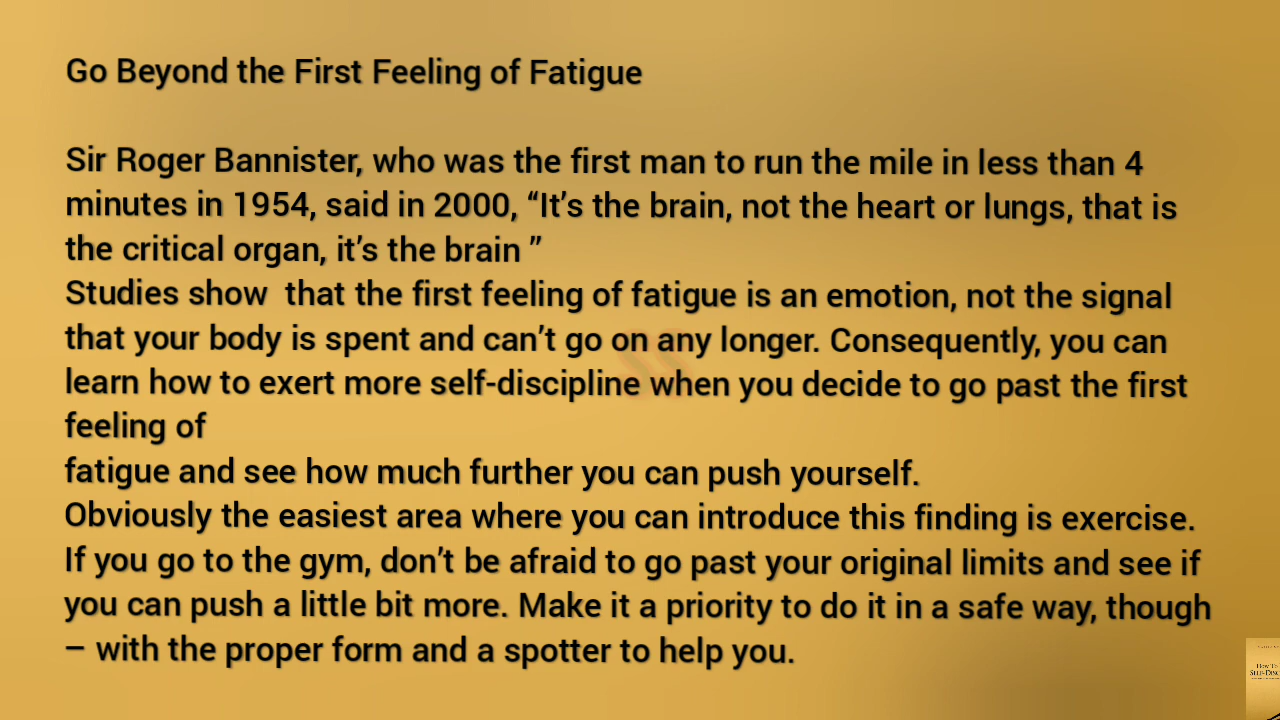 Go Beyond the First Feeling of Fatigue
Sir Roger Bannister, who was the first man to run the mile in less than 4
minutes in 1954, said in 2000, “It’s the brain, not the heart or lungs, that is
the critical organ, it’s the brain ”
Studies show  that the first feeling of fatigue is an emotion, not the signal
that your body is spent and can’t go on any longer. Consequently, you can
learn how to exert more self-discipline when you decide to go past the first
feeling of
fatigue and see how much further you can push yourself.
Obviously the easiest area where you can introduce this finding is exercise.
If you go to the gym, don’t be afraid to go past your original limits and see if
you can push a little bit more. Make it a priority to do it in a safe way, though
– with the proper form and a spotter to help you.
How To